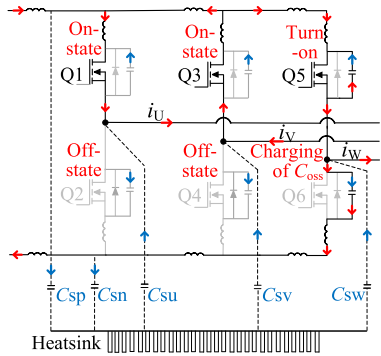 On-
state
On-
state
Turn
-on
Q1
Q3
Q5
iU
iV
iW
Off-
state
Off-
state
Charging
of Coss
Q2
Q4
Q6
Csp
Csn
Csu
Csv
Csw
Heatsink